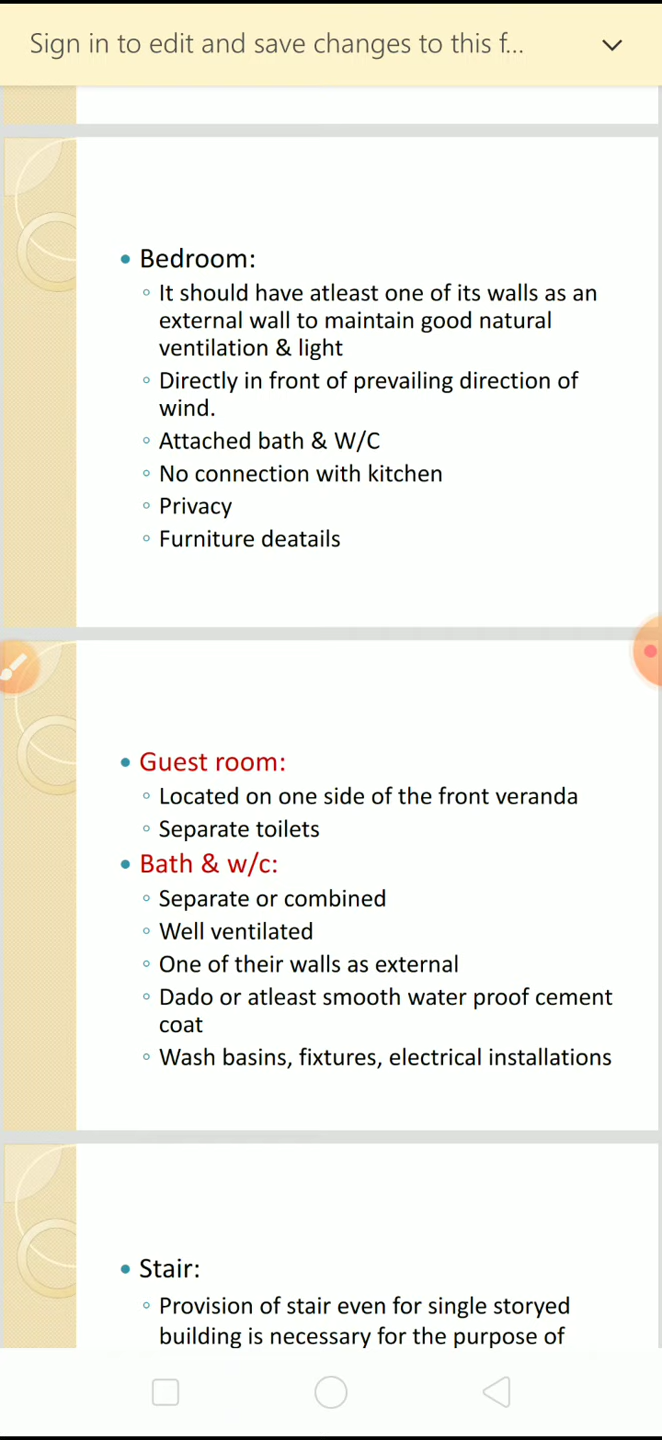 Sign in to edit and save changes to this f...
• Bedroom:
◦ It should have atleast one of its walls as an
external wall to maintain good natural
ventilation & light
◦ Directly in front of prevailing direction of
wind.
◦ Attached bath & W/C
◦ No connection with kitchen
◦ Privacy
◦ Furniture deatails
• Guest room:
◦ Located on one side of the front veranda
◦ Separate toilets
• Bath & w/c:
◦ Separate or combined
◦ Well ventilated
◦ One of their walls as external
◦ Dado or atleast smooth water proof cement
coat
◦ Wash basins, fixtures, electrical installations
• Stair:
◦ Provision of stair even for single storyed
building is necessary for the purpose of